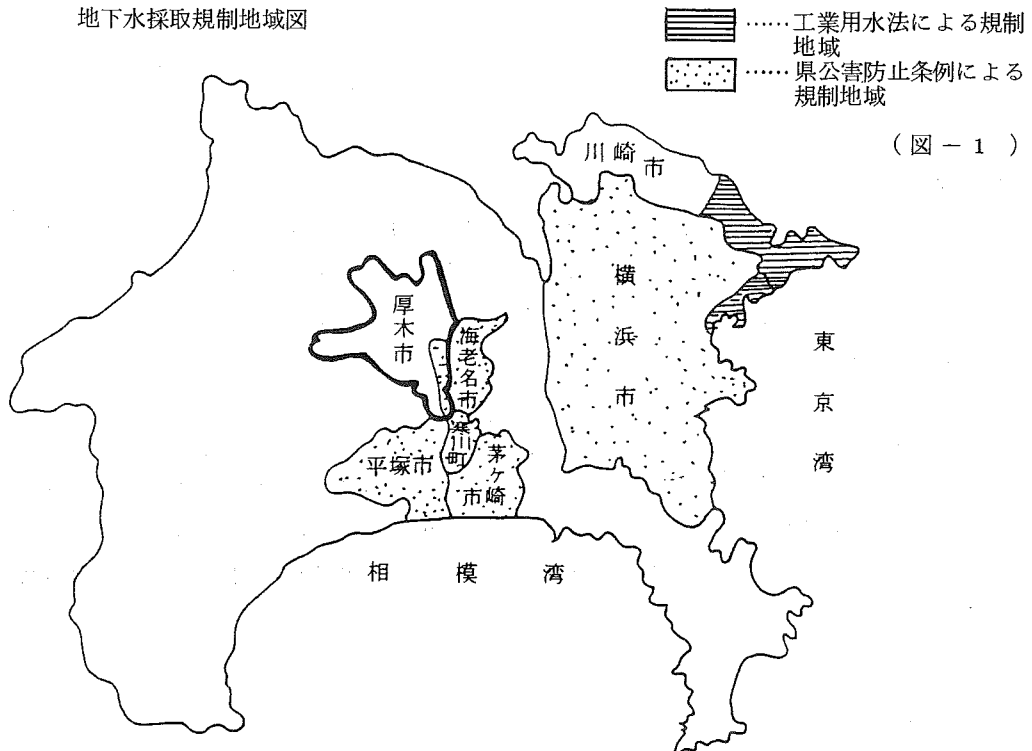 地下水採取規制地域図
……工業用水法による規制
地域
……県公害防止条例による
規制地域
(図－1)
川崎市
横浜市
厚木市
海老名市
寒川町
平塚市
茅ヶ崎市
東京湾
相模湾